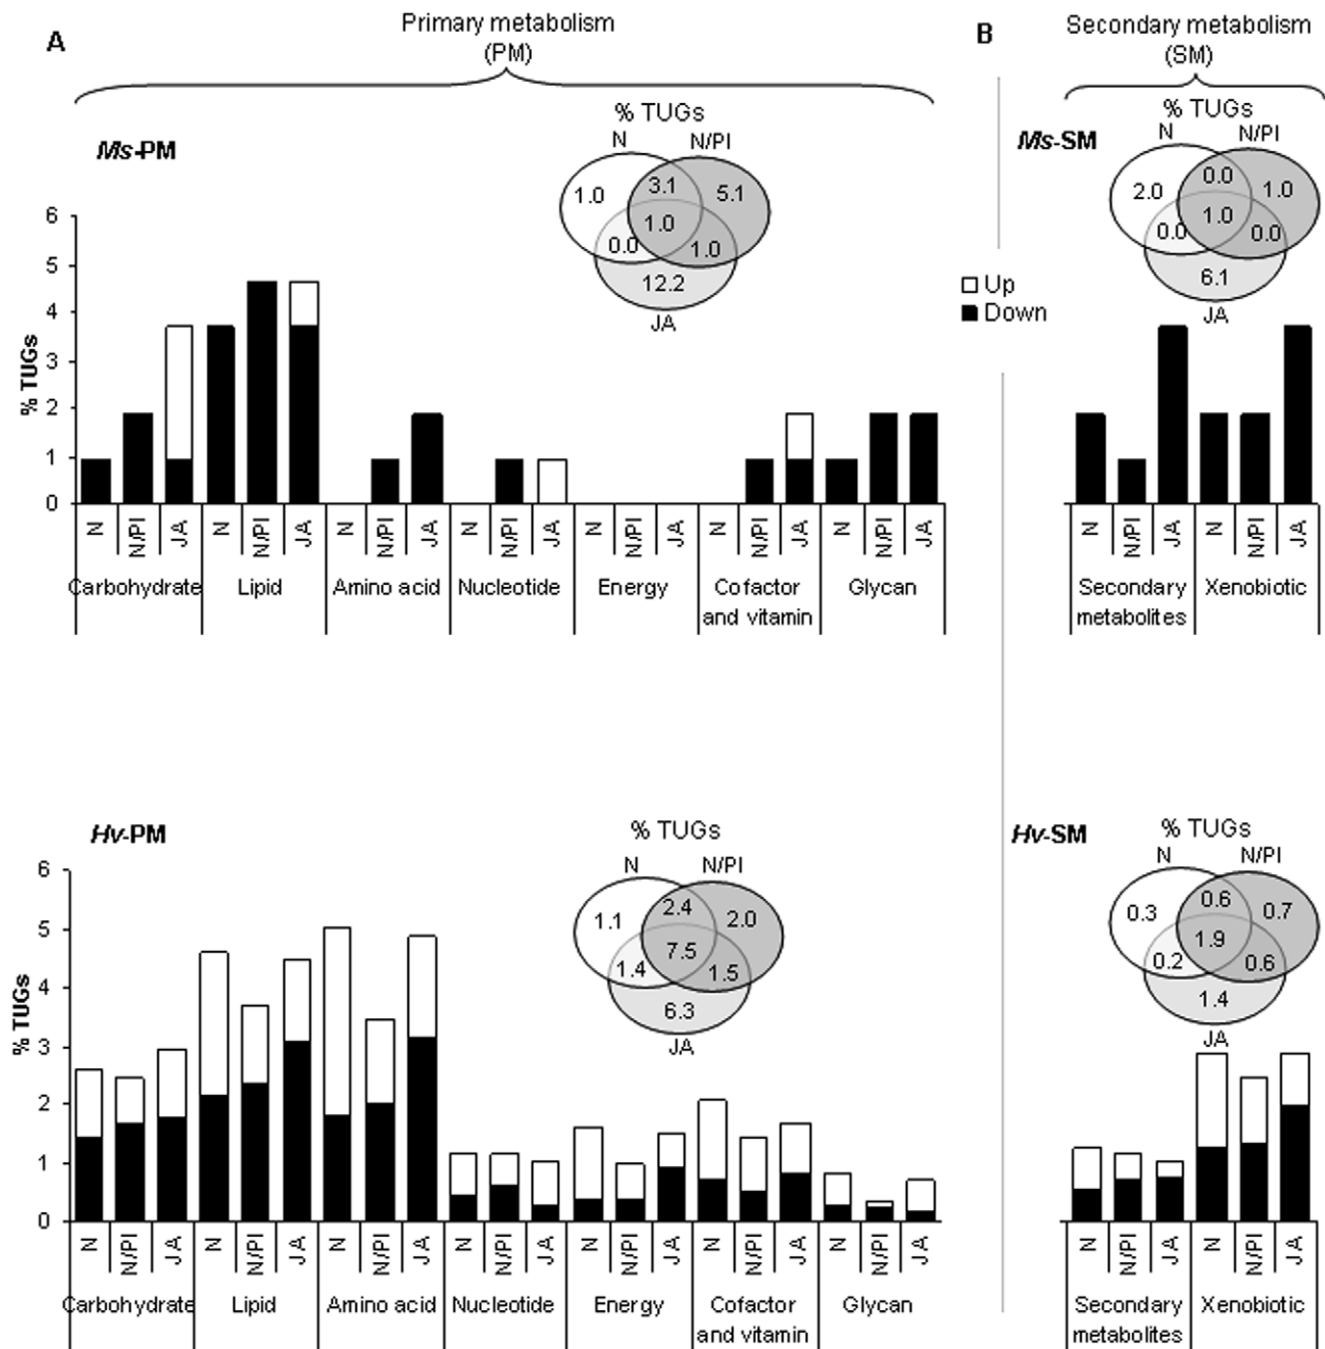 A
Primary metabolism
(PM)
B
Secondary metabolism
(SM)
Ms-PM
% TUGs
N
N/PI
1.0
3.1
5.1
1.0
0.0
1.0
12.2
JA
6
5
4
3
2
1
0
% TUGs
N N/PI JA N N/PI JA N N/PI JA N N/PI JA N N/PI JA N N/PI JA N N/PI JA
Carbohydrate Lipid Amino acid Nucleotide Energy Cofactor Glycan
and vitamin
Ms-SM
% TUGs
N
N/PI
2.0
0.0
1.0
1.0
0.0
0.0
6.1
JA
Up
Down
N N/PI JA N N/PI JA
Secondary Xenobiotic
metabolites
Hv-PM
% TUGs
N
N/PI
1.1
2.4
2.0
7.5
1.4
1.5
6.3
JA
6
5
4
3
2
1
0
% TUGs
N N/PI JA N N/PI JA N N/PI JA N N/PI JA N N/PI JA N N/PI JA N N/PI JA
Carbohydrate Lipid Amino acid Nucleotide Energy Cofactor Glycan
and vitamin
Hv-SM
% TUGs
N
N/PI
0.3
0.6
0.7
1.9
0.2
0.6
1.4
JA
N N/PI JA N N/PI JA
Secondary Xenobiotic
metabolites